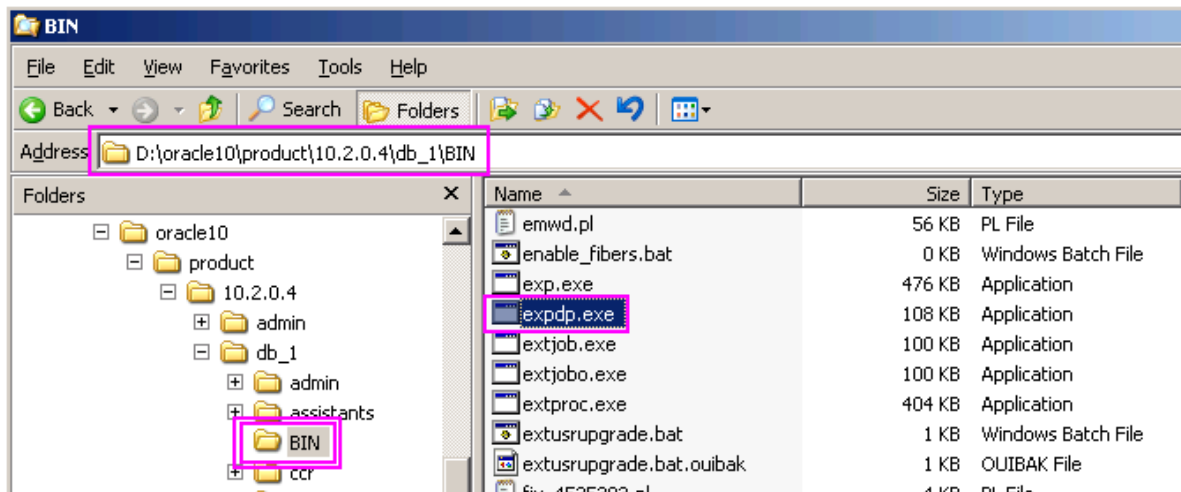 BIN
File Edit View Favorites Tools Help
Back Search Folders
Address D:\oracle10\product\10.2.0.4\db_1\BIN
Folders
oracle10
product
10.2.0.4
admin
db_1
admin
assistants
BIN
ccr
Name Size Type
emwd.pl 56 KB PL File
enable_fibers.bat 0 KB Windows Batch File
exp.exe 476 KB Application
expdp.exe 108 KB Application
extjob.exe 100 KB Application
extjobo.exe 100 KB Application
extproc.exe 404 KB Application
extusrupgrade.bat 1 KB Windows Batch File
extusrupgrade.bat.ouibak 1 KB OUIBAK File